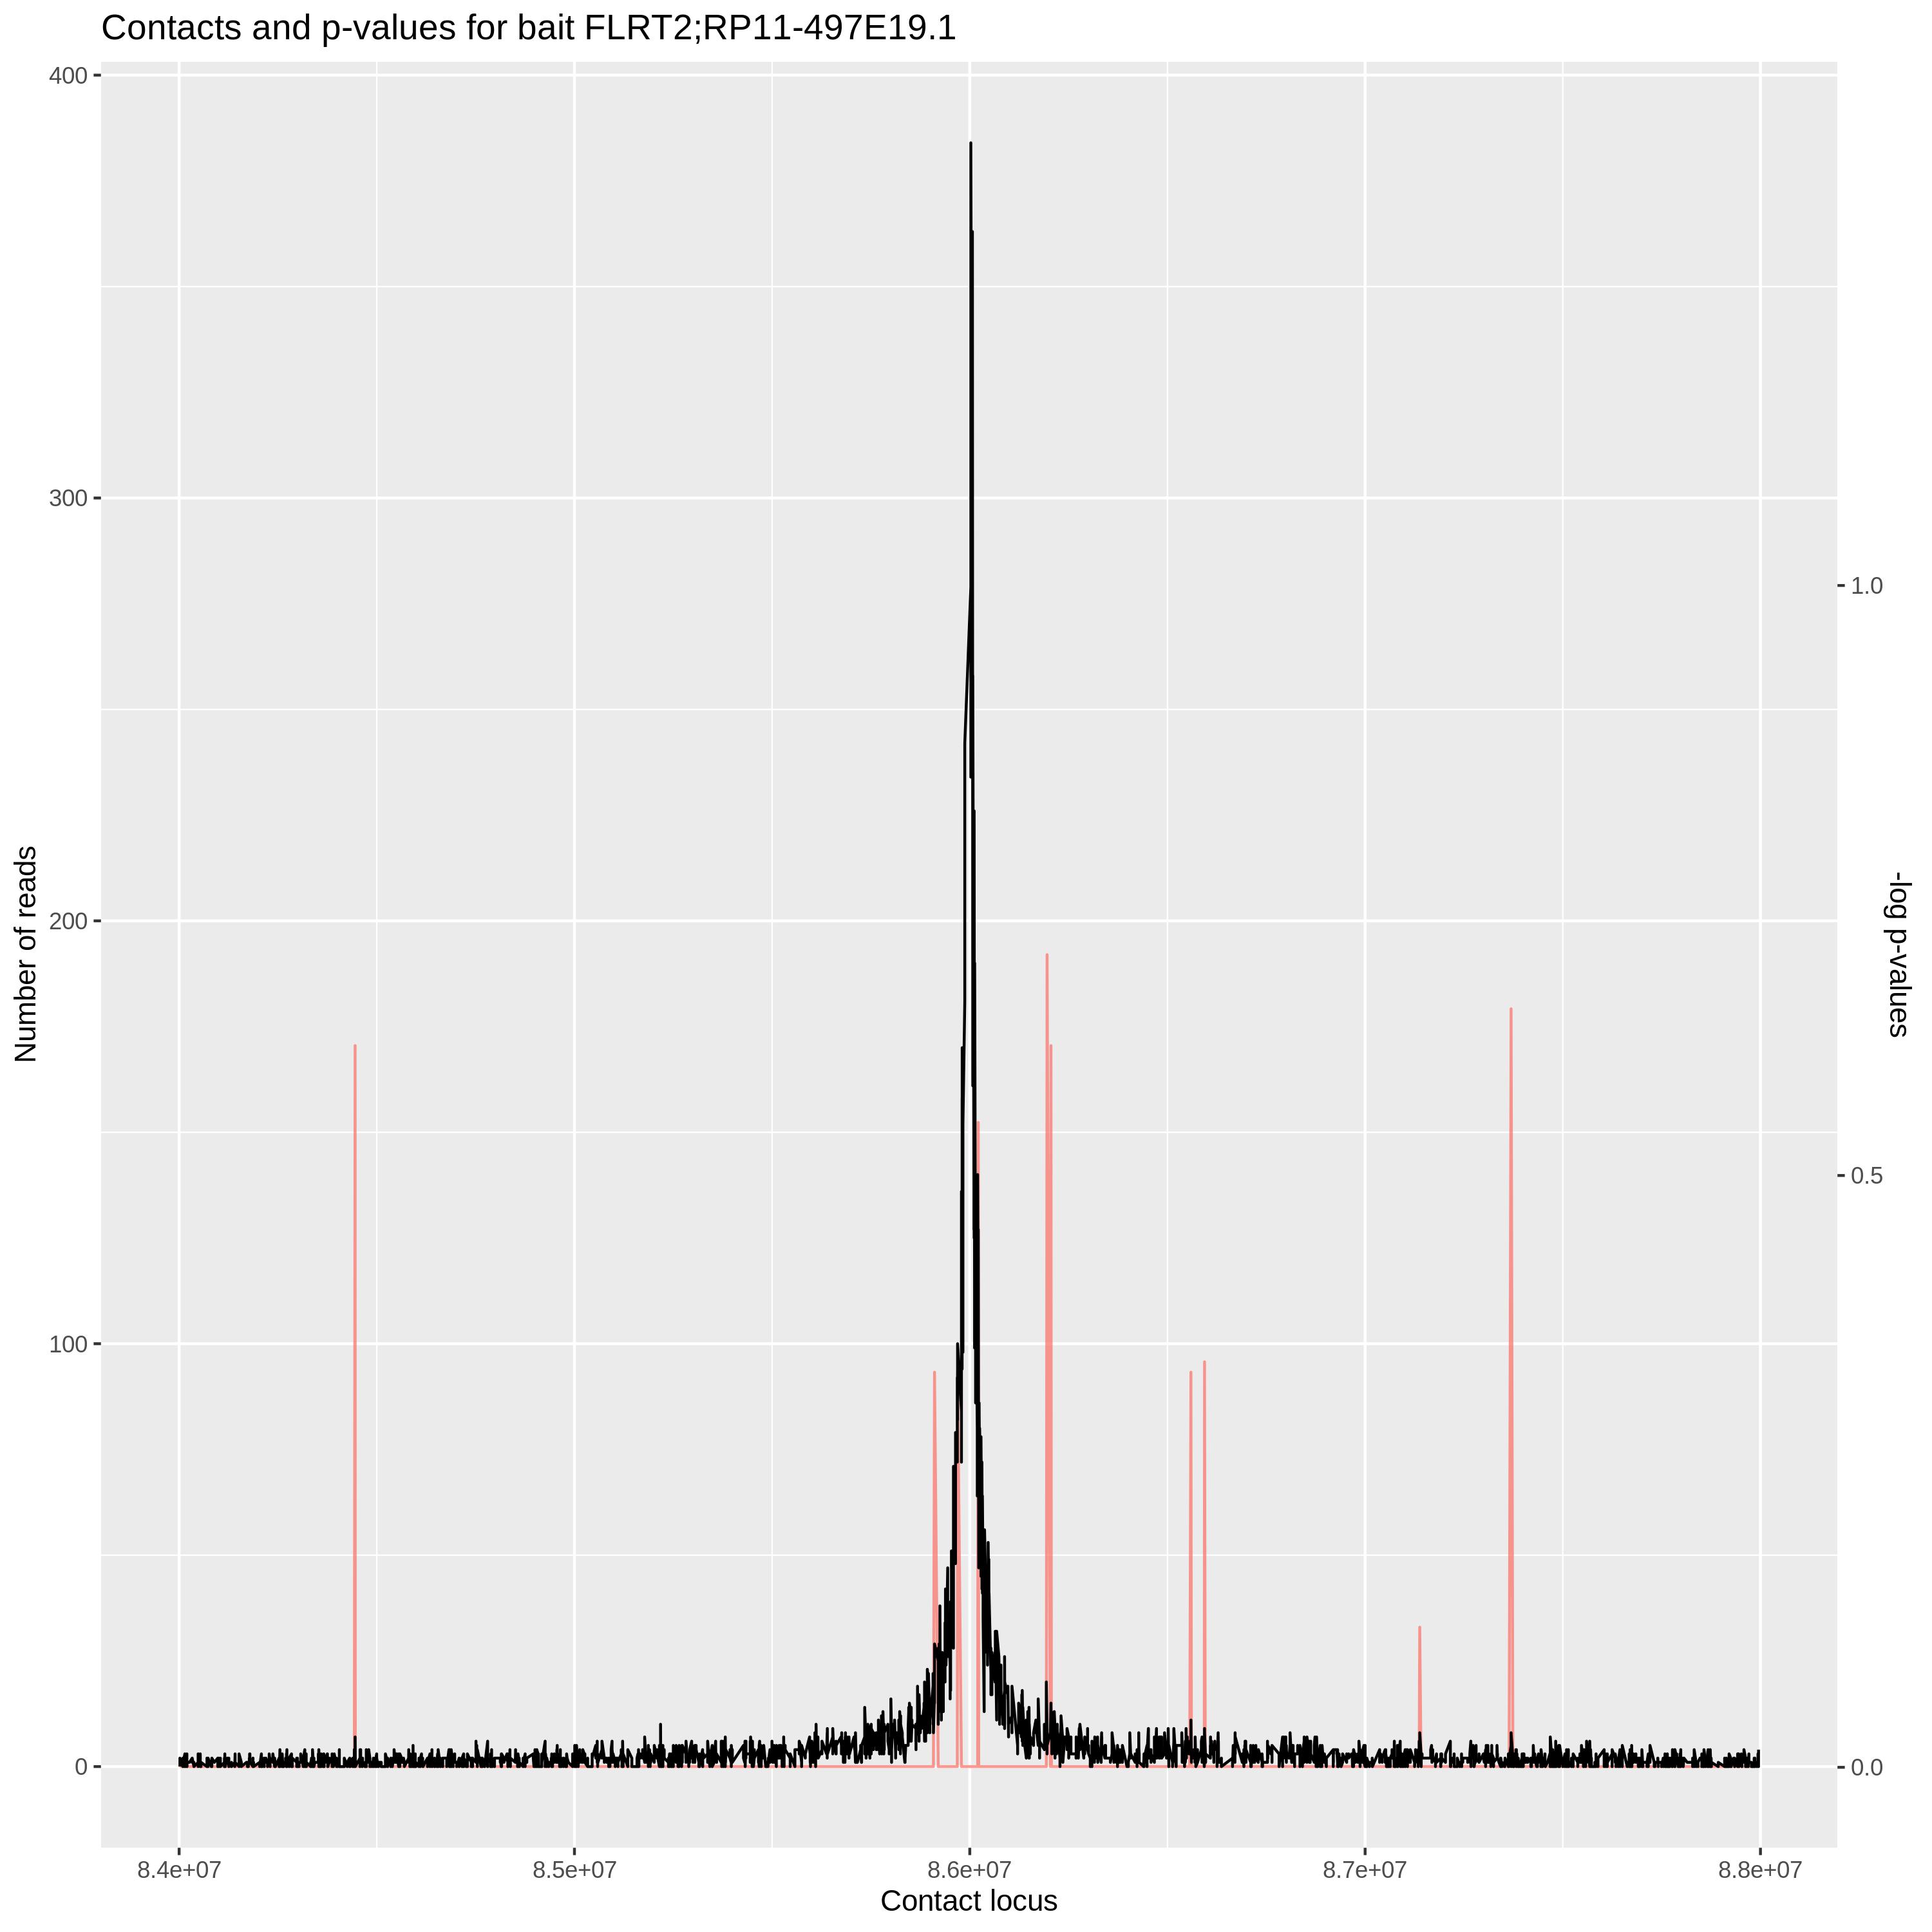 Contacts and p-values for bait FLRT2;RP11-497E19.1
400
300
200
100
0
Number of reads
1.0
0.5
0.0
-log p-values
8.4e+07 8.5e+07 8.6e+07 8.7e+07 8.8e+07
Contact locus